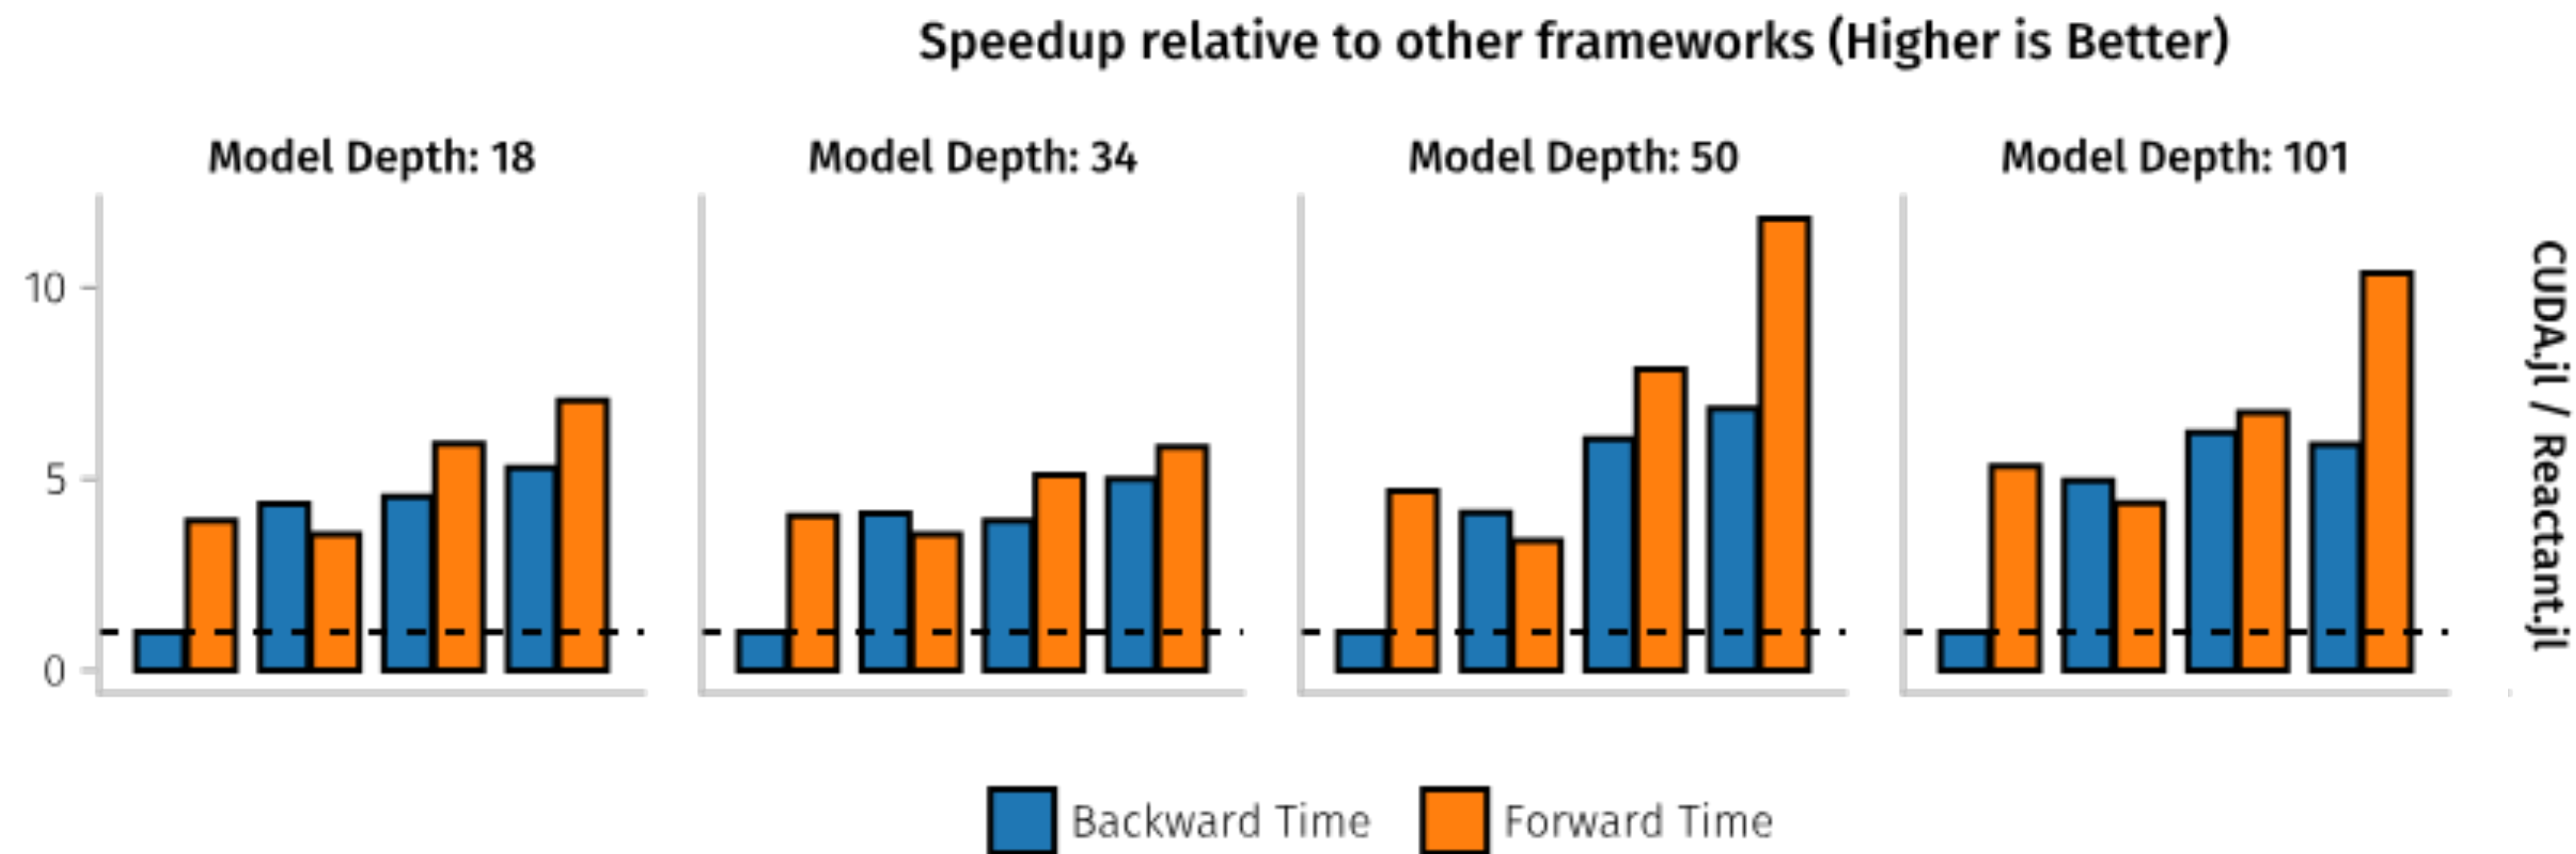 Speedup relative to other frameworks (Higher is Better)
Model Depth: 18
Model Depth: 34
Model Depth: 50
Model Depth: 101
10
5
0
CUDA.jl / Reactant.jl
Backward Time
Forward Time